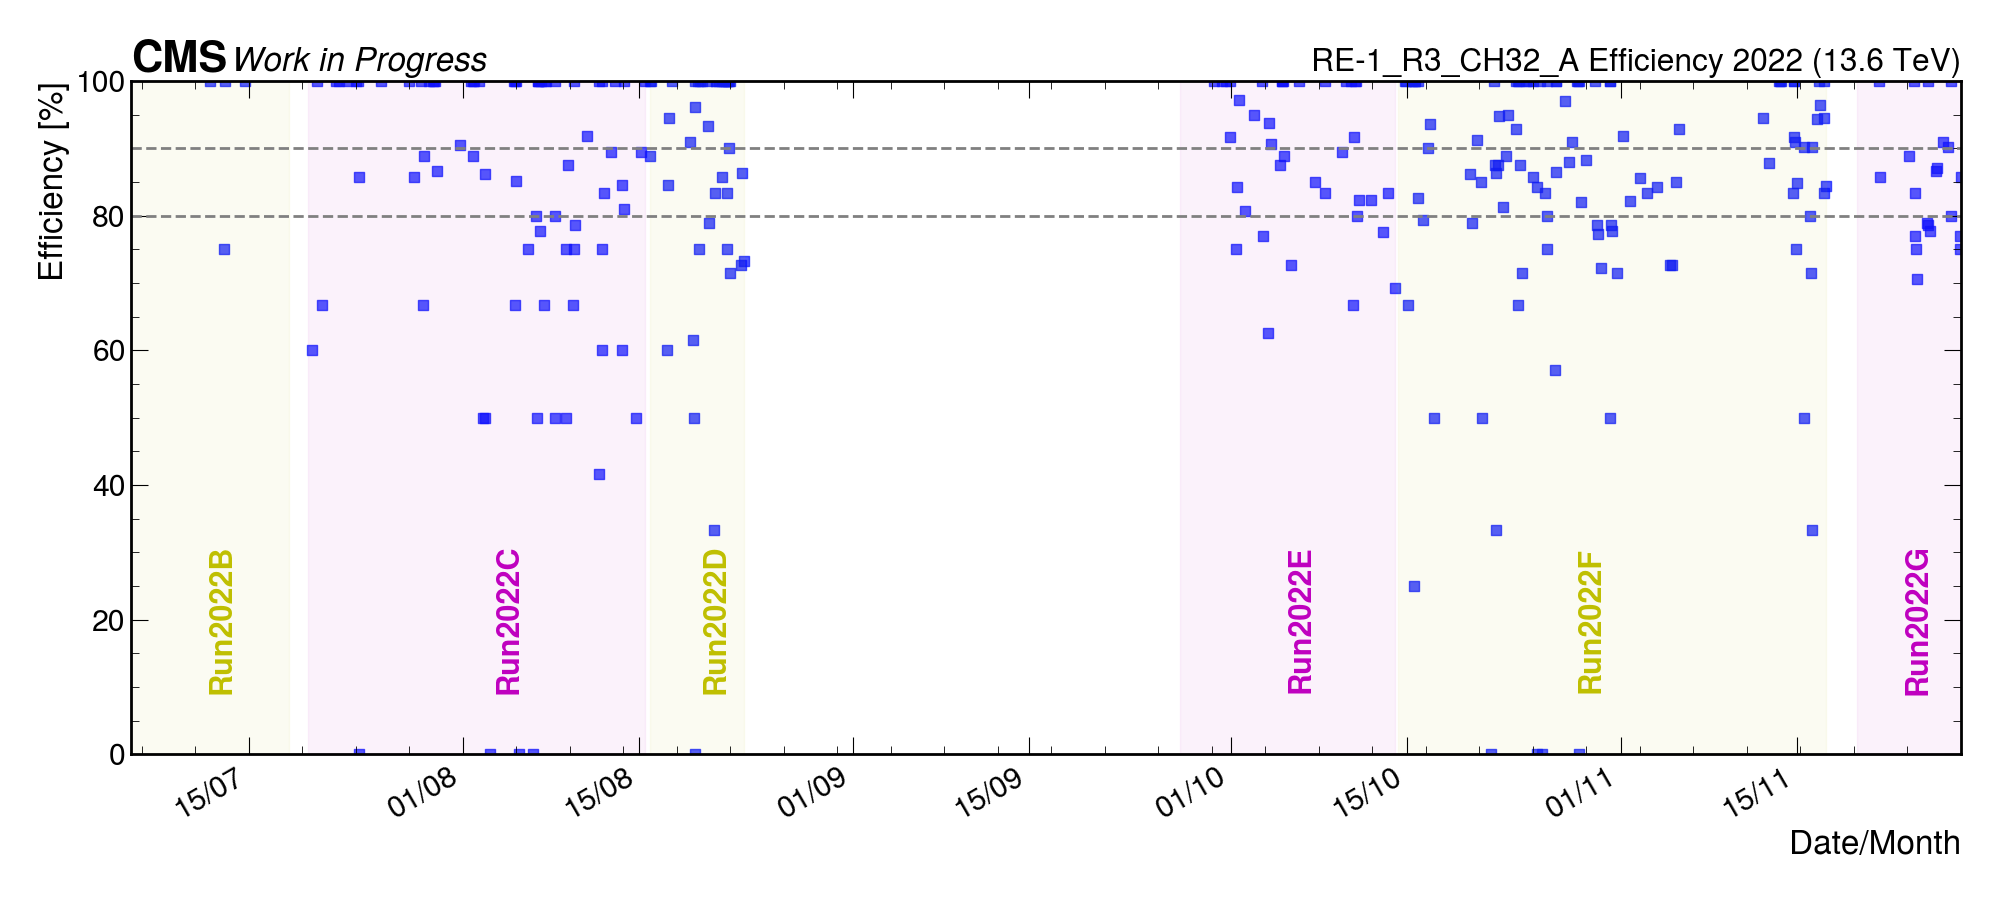 CMS Work in Progress
RE-1_R3_CH32_A Efficiency 2022 (13.6 TeV)
Efficiency [%]
100
80
60
40
20
0
Run2022B
Run2022C
Run2022D
Run2022E
Run2022F
Run2022G
15/07
01/08
15/08
01/09
15/09
01/10
15/10
01/11
15/11
Date/Month